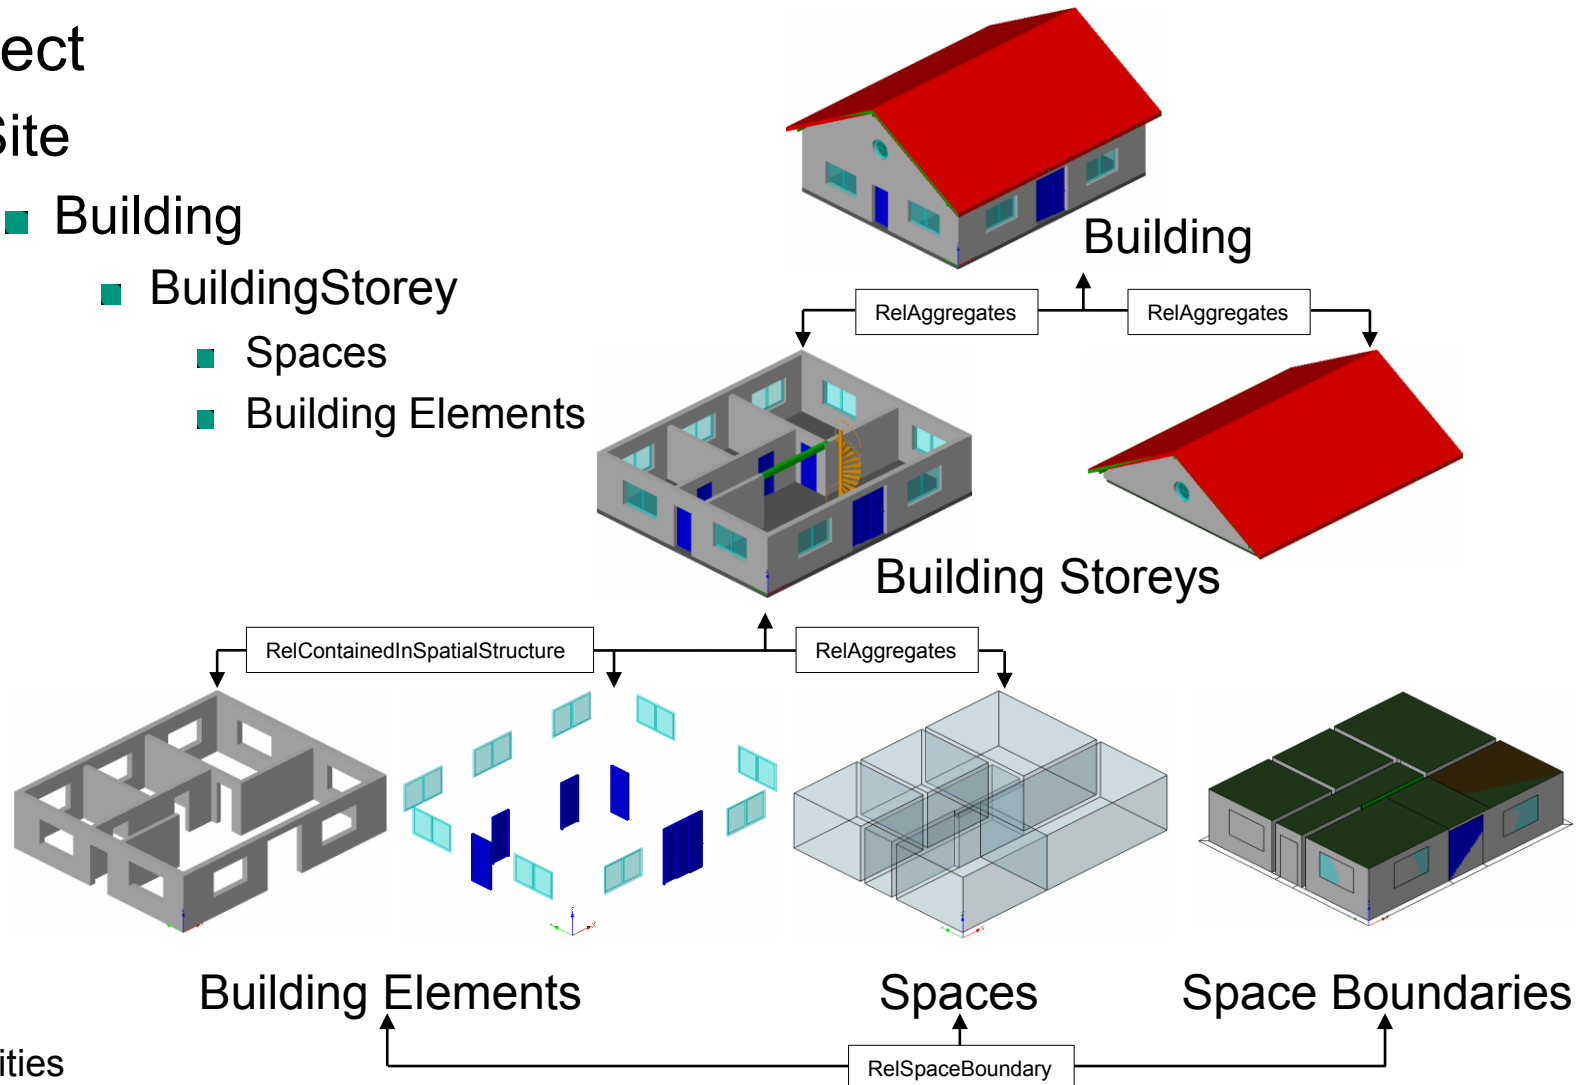 ect
Site
Building
BuildingStorey
Spaces
Building Elements
Building
RelAggregates
RelAggregates
Building Storeys
RelContainedInSpatialStructure
RelAggregates
Building Elements
Spaces
Space Boundaries
ities
RelSpaceBoundary